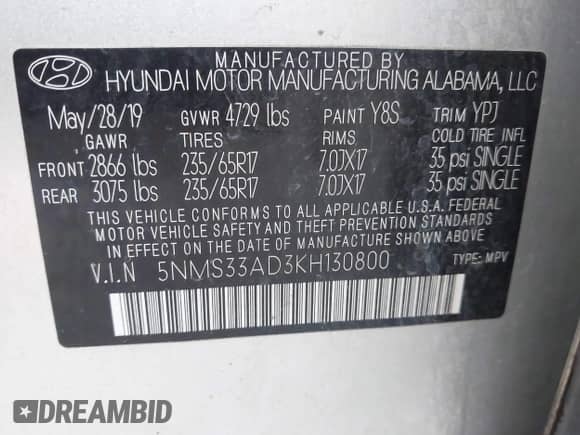 MANUFACTURED BY
HYUNDAI MOTOR MANUFACTURING ALABAMA, LLC
May/28/19 GVWR 4729 lbs PAINT Y8S TRIM YPJ
GAWR TIRES RIMS COLD TIRE INFL
FRONT 2866 lbs 235/65R17 7.0JX17 35 psi SINGLE
REAR 3075 lbs 235/65R17 7.0JX17 35 psi SINGLE
THIS VEHICLE CONFORMS TO ALL APPLICABLE U.S.A. FEDERAL
MOTOR VEHICLE SAFETY AND THEFT PREVENTION STANDARDS
IN EFFECT ON THE DATE OF MANUFACTURE SHOWN ABOVE.
V.I.N 5NMS33AD3KH130800 TYPE: MPV
DREAMBID